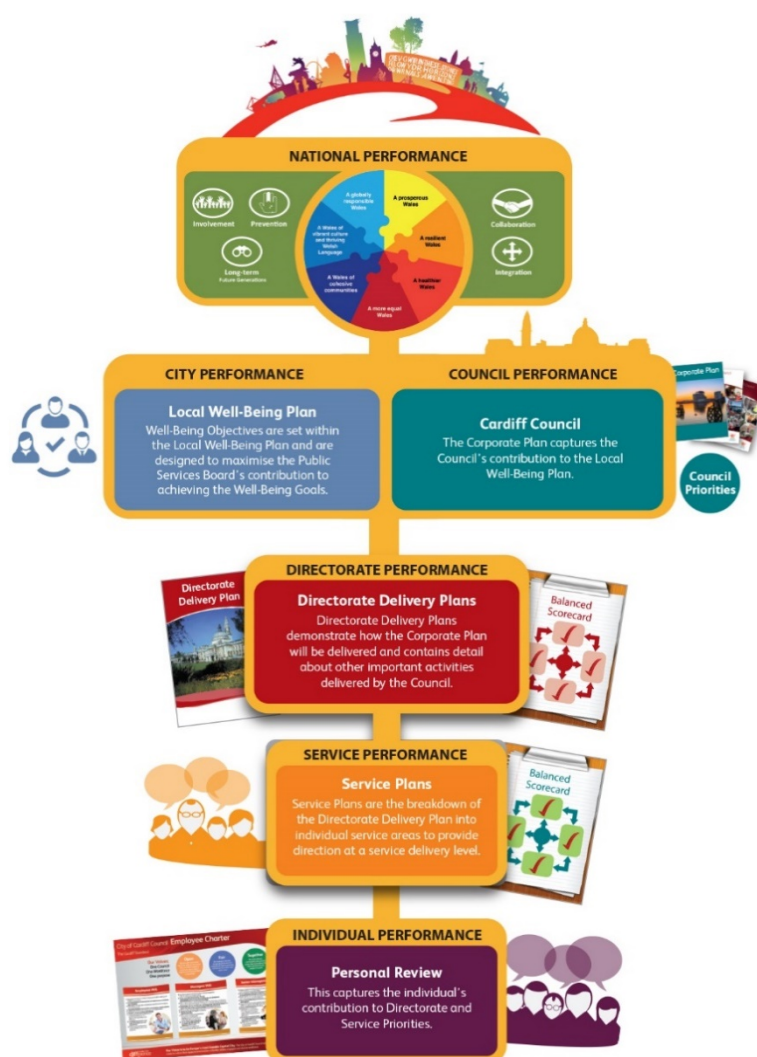 NATIONAL PERFORMANCE
Involvement
Prevention
Long-term
Future Generations
A globally
responsible
Wales
A prosperous
Wales
A Wales of
vibrant culture
and thriving
Welsh
Language
A resilient
Wales
A Wales of
cohesive
communities
A healthier
Wales
A more equal
Wales
Collaboration
Integration
CITY PERFORMANCE
Local Well-Being Plan
Well-Being Objectives are set within
the Local Well-Being Plan and are
designed to maximise the Public
Services Board's contribution to
achieving the Well-Being Goals.
COUNCIL PERFORMANCE
Cardiff Council
The Corporate Plan captures the
Council's contribution to the Local
Well-Being Plan.
Corporate Plan
Council
Priorities
DIRECTORATE PERFORMANCE
Directorate
Delivery Plan
Directorate Delivery Plans
Directorate Delivery Plans
demonstrate how the Corporate Plan
will be delivered and contains detail
about other important activities
delivered by the Council.
Balanced
Scorecard
SERVICE PERFORMANCE
Service Plans
Service Plans are the breakdown of
the Directorate Delivery Plan into
individual service areas to provide
direction at a service delivery level.
Balanced
Scorecard
INDIVIDUAL PERFORMANCE
City of Cardiff Council Employee Charter
Personal Review
This captures the individual's
contribution to Directorate and
Service Priorities.